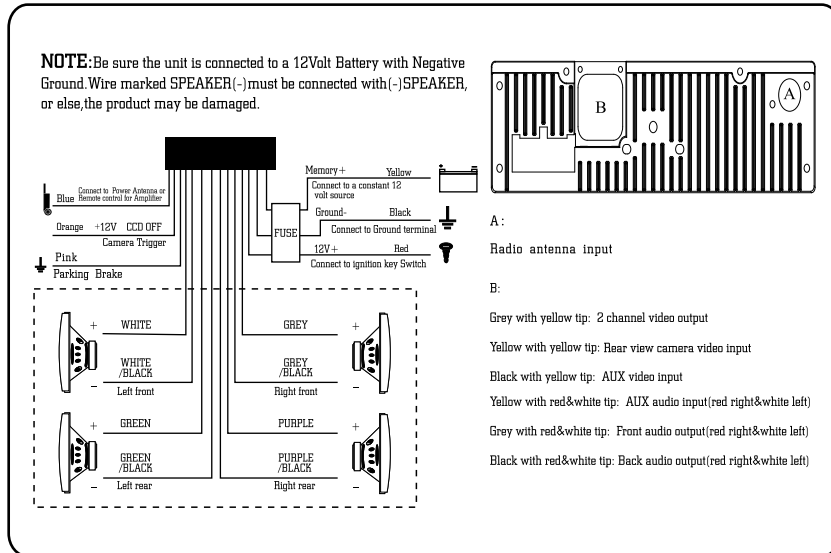 NOTE:Be sure the unit is connected to a 12Volt Battery with Negative
Ground.Wire marked SPEAKER(-)must be connected with(-)SPEAKER,
or else,the product may be damaged.
Blue
Connect to Power Antenna or
Remote control for Amplifier
Orange +12V CCD OFF
Camera Trigger
Pink
Parking Brake
Memory+ Yellow
Connect to a constant 12
volt source
Ground- Black
Connect to Ground terminal
FUSE
12V+ Red
Connect to ignition key Switch
+ WHITE
WHITE
/BLACK
-
Left front
GREY +
GREY
/BLACK
-
Right front
+ GREEN
GREEN
/BLACK
-
Left rear
PURPLE +
PURPLE
/BLACK
-
Right rear
B
A
A:
Radio antenna input
B:
Grey with yellow tip: 2 channel video output
Yellow with yellow tip: Rear view camera video input
Black with yellow tip: AUX video input
Yellow with red&white tip: AUX audio input(red right&white left)
Grey with red&white tip: Front audio output(red right&white left)
Black with red&white tip: Back audio output(red right&white left)